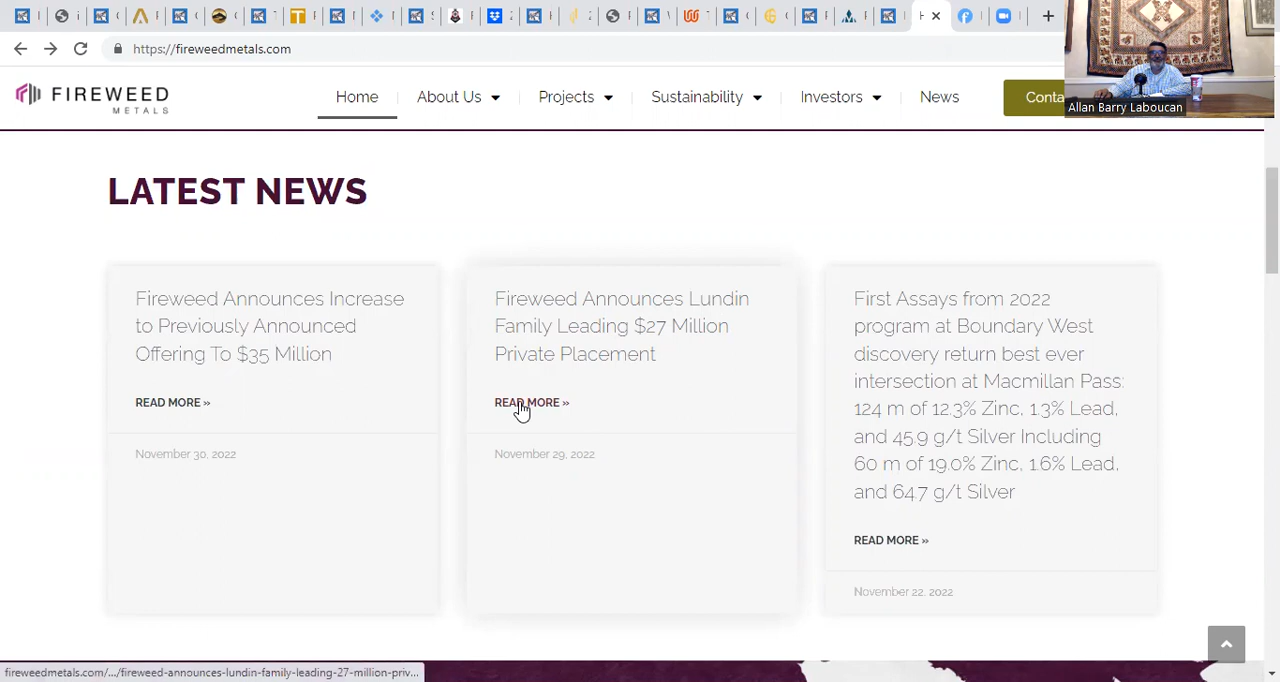 https://fireweedmetals.com
FIREWEED
METALS
Home
About Us
Projects
Sustainability
Investors
News
Conta
Allan Barry Laboucan
LATEST NEWS
Fireweed Announces Increase
to Previously Announced
Offering To $35 Million
READ MORE »
November 30, 2022
Fireweed Announces Lundin
Family Leading $27 Million
Private Placement
READ MORE »
November 29, 2022
First Assays from 2022
program at Boundary West
discovery return best ever
intersection at Macmillan Pass:
124 m of 12.3% Zinc, 1.3% Lead,
and 45.9 g/t Silver Including
60 m of 19.0% Zinc, 1.6% Lead,
and 64.7 g/t Silver
READ MORE »
November 22, 2022
fireweedmetals.com/.../fireweed-announces-lundin-family-leading-27-million-priv...